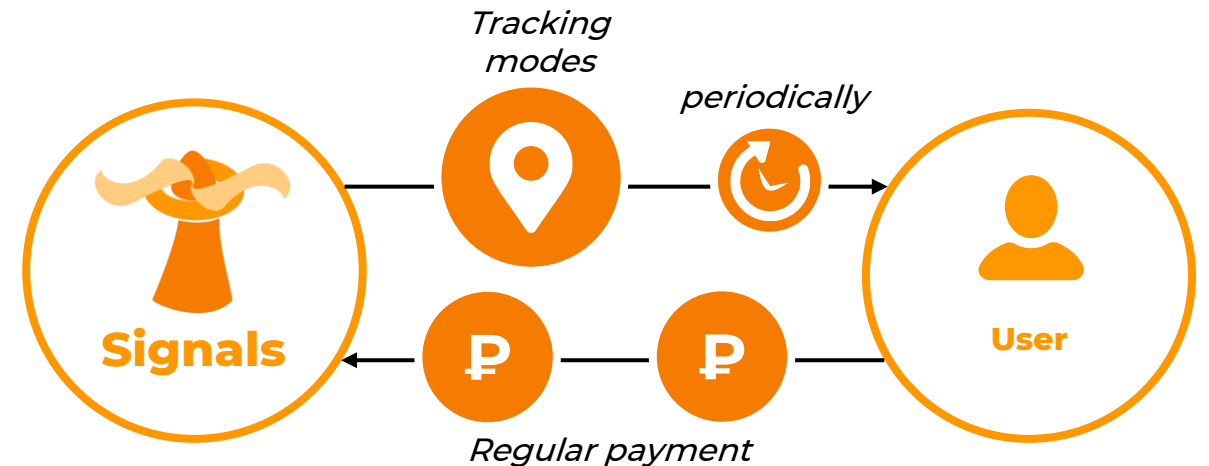 Tracking
modes
periodically
Signals
User
₽ ₽
Regular payment